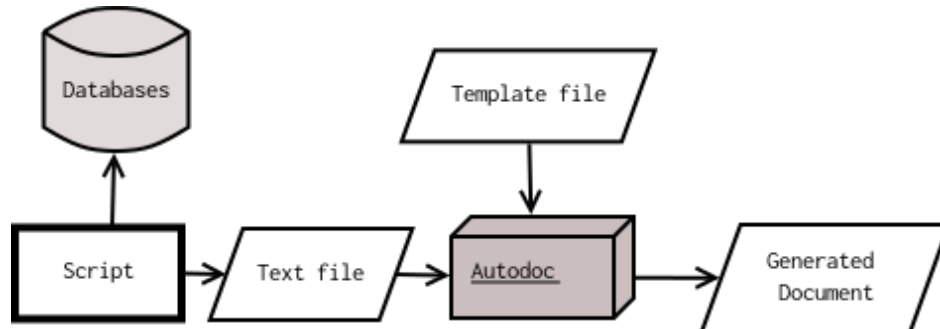 Databases
Template file
Script
Text file
Autodoc
Generated
Document